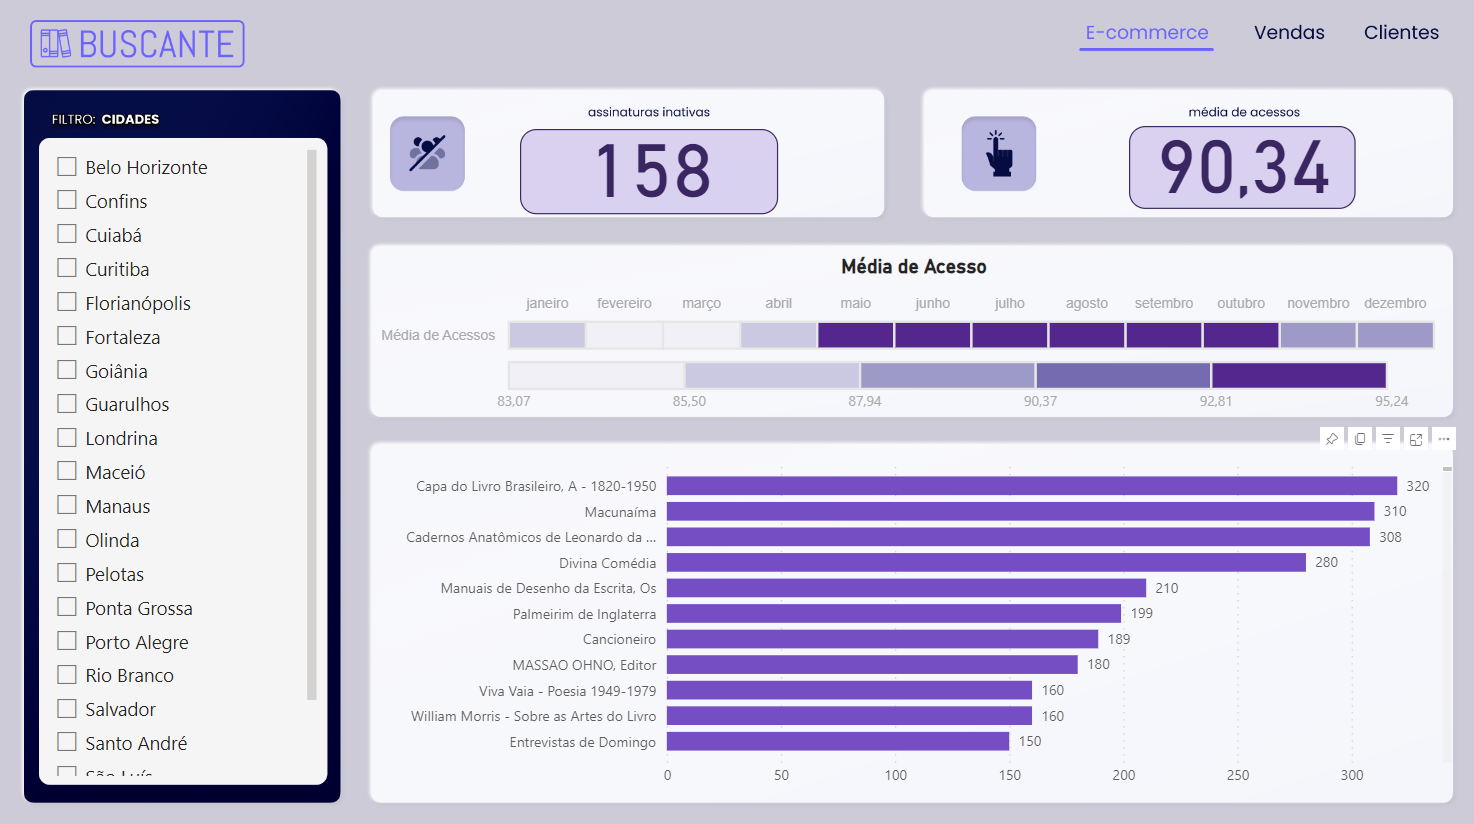 BUSCANTE
E-commerce
Vendas
Clientes
FILTRO: CIDADES
Belo Horizonte
Confins
Cuiabá
Curitiba
Florianópolis
Fortaleza
Goiânia
Guarulhos
Londrina
Maceió
Manaus
Olinda
Pelotas
Ponta Grossa
Porto Alegre
Rio Branco
Salvador
Santo André
São Luís
assinaturas inativas
158
média de acessos
90,34
Média de Acesso
janeiro fevereiro março abril maio junho julho agosto setembro outubro novembro dezembro
Média de Acessos
83,07 85,50 87,94 90,37 92,81 95,24
Capa do Livro Brasileiro, A - 1820-1950 320
Macunaíma 310
Cadernos Anatômicos de Leonardo da ... 308
Divina Comédia 280
Manuais de Desenho da Escrita, Os 210
Palmeirim de Inglaterra 199
Cancioneiro 189
MASSAO OHNO, Editor 180
Viva Vaia - Poesia 1949-1979 160
William Morris - Sobre as Artes do Livro 160
Entrevistas de Domingo 150
0 50 100 150 200 250 300